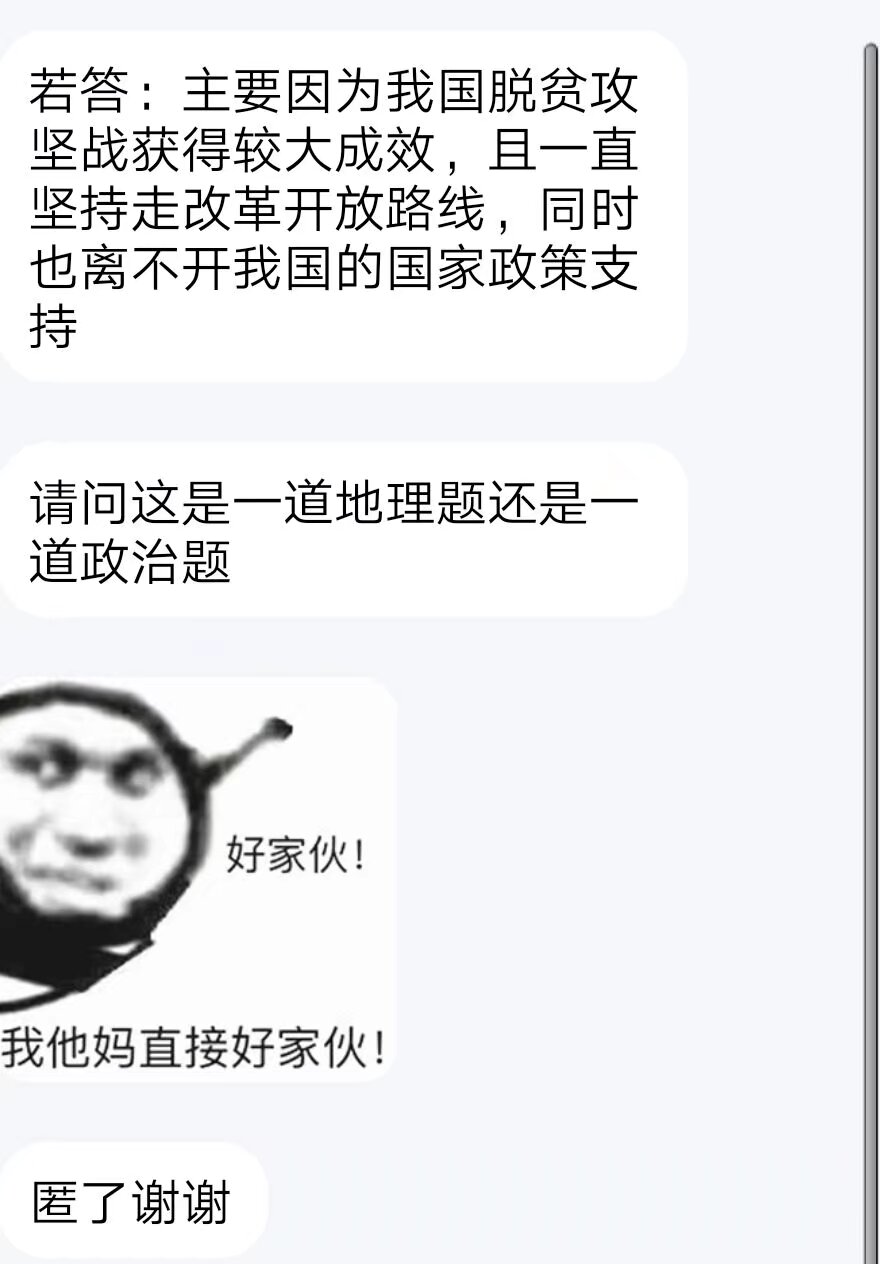 若答：主要因为我国脱贫攻
坚战获得较大成效，且一直
坚持走改革开放路线，同时
也离不开我国的国家政策支
持
请问这是一道地理题还是一
道政治题
好家伙！
我他妈直接好家伙！
匿了谢谢